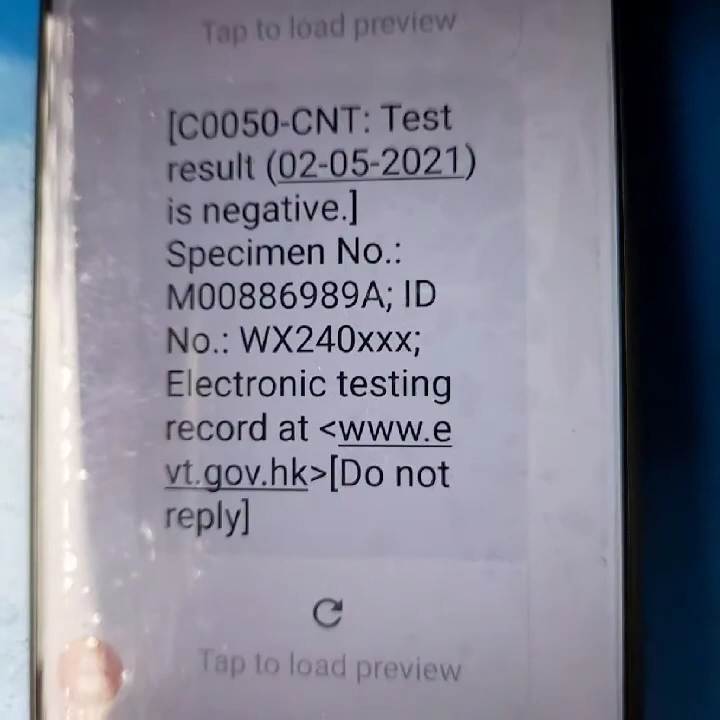 Tap to load preview
[C0050-CNT: Test
result (02-05-2021)
is negative.]
Specimen No.:
M00886989A; ID
No.: WX240xxx;
Electronic testing
record at <www.e
vt.gov.hk>[Do not
reply]
Tap to load preview